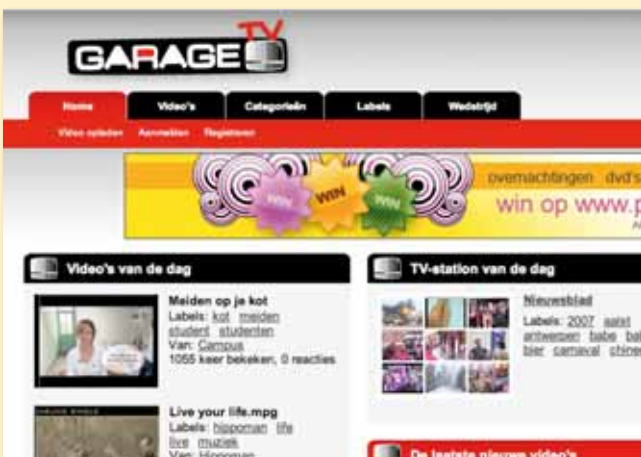 GARAGE TV
Home Video's Categorieën Labels Wedstrijd
Video opladen Aanmelden Registreren
WIN WIN WIN
overnachtingen dvd's
win op www.p
Video's van de dag
Meiden op je kot
Labels: kot meiden
student studenten
Van: Campus
1055 keer bekeken, 0 reacties
Live your life.mpg
Labels: hippoman life
live muziek
Van: Hippoman
TV-station van de dag
Nieuwsblad
Labels: 2007 aalst
antwerpen babe
bier carnaval
De laatste nieuwe video's